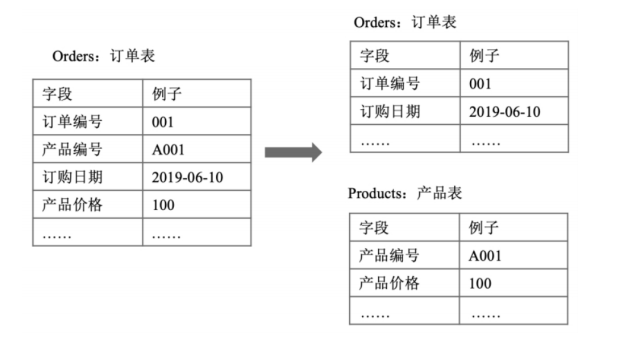 Orders：订单表
字段 例子
订单编号 001
产品编号 A001
订购日期 2019-06-10
产品价格 100
…… ……
Orders：订单表
字段 例子
订单编号 001
订购日期 2019-06-10
…… ……
Products：产品表
字段 例子
产品编号 A001
产品价格 100
…… ……